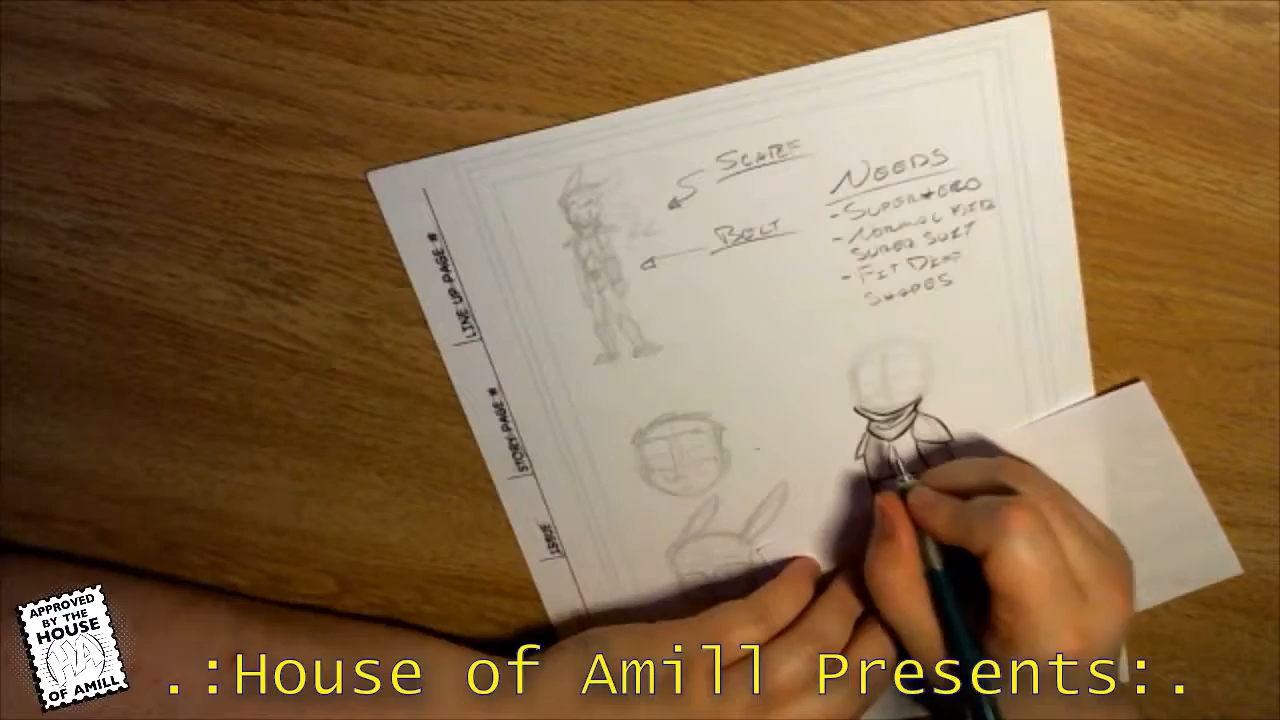 SCARF
BELT
NEEDS
- SUPERHERO
- NORMAL KID
SUPER SUIT
- FIT DIFF
SHAPES
LINE UP PAGE #
STORY PAGE #
ISSUE
APPROVED
BY THE
HOUSE
HA
OF AMILL
.:House of Amill Presents:.